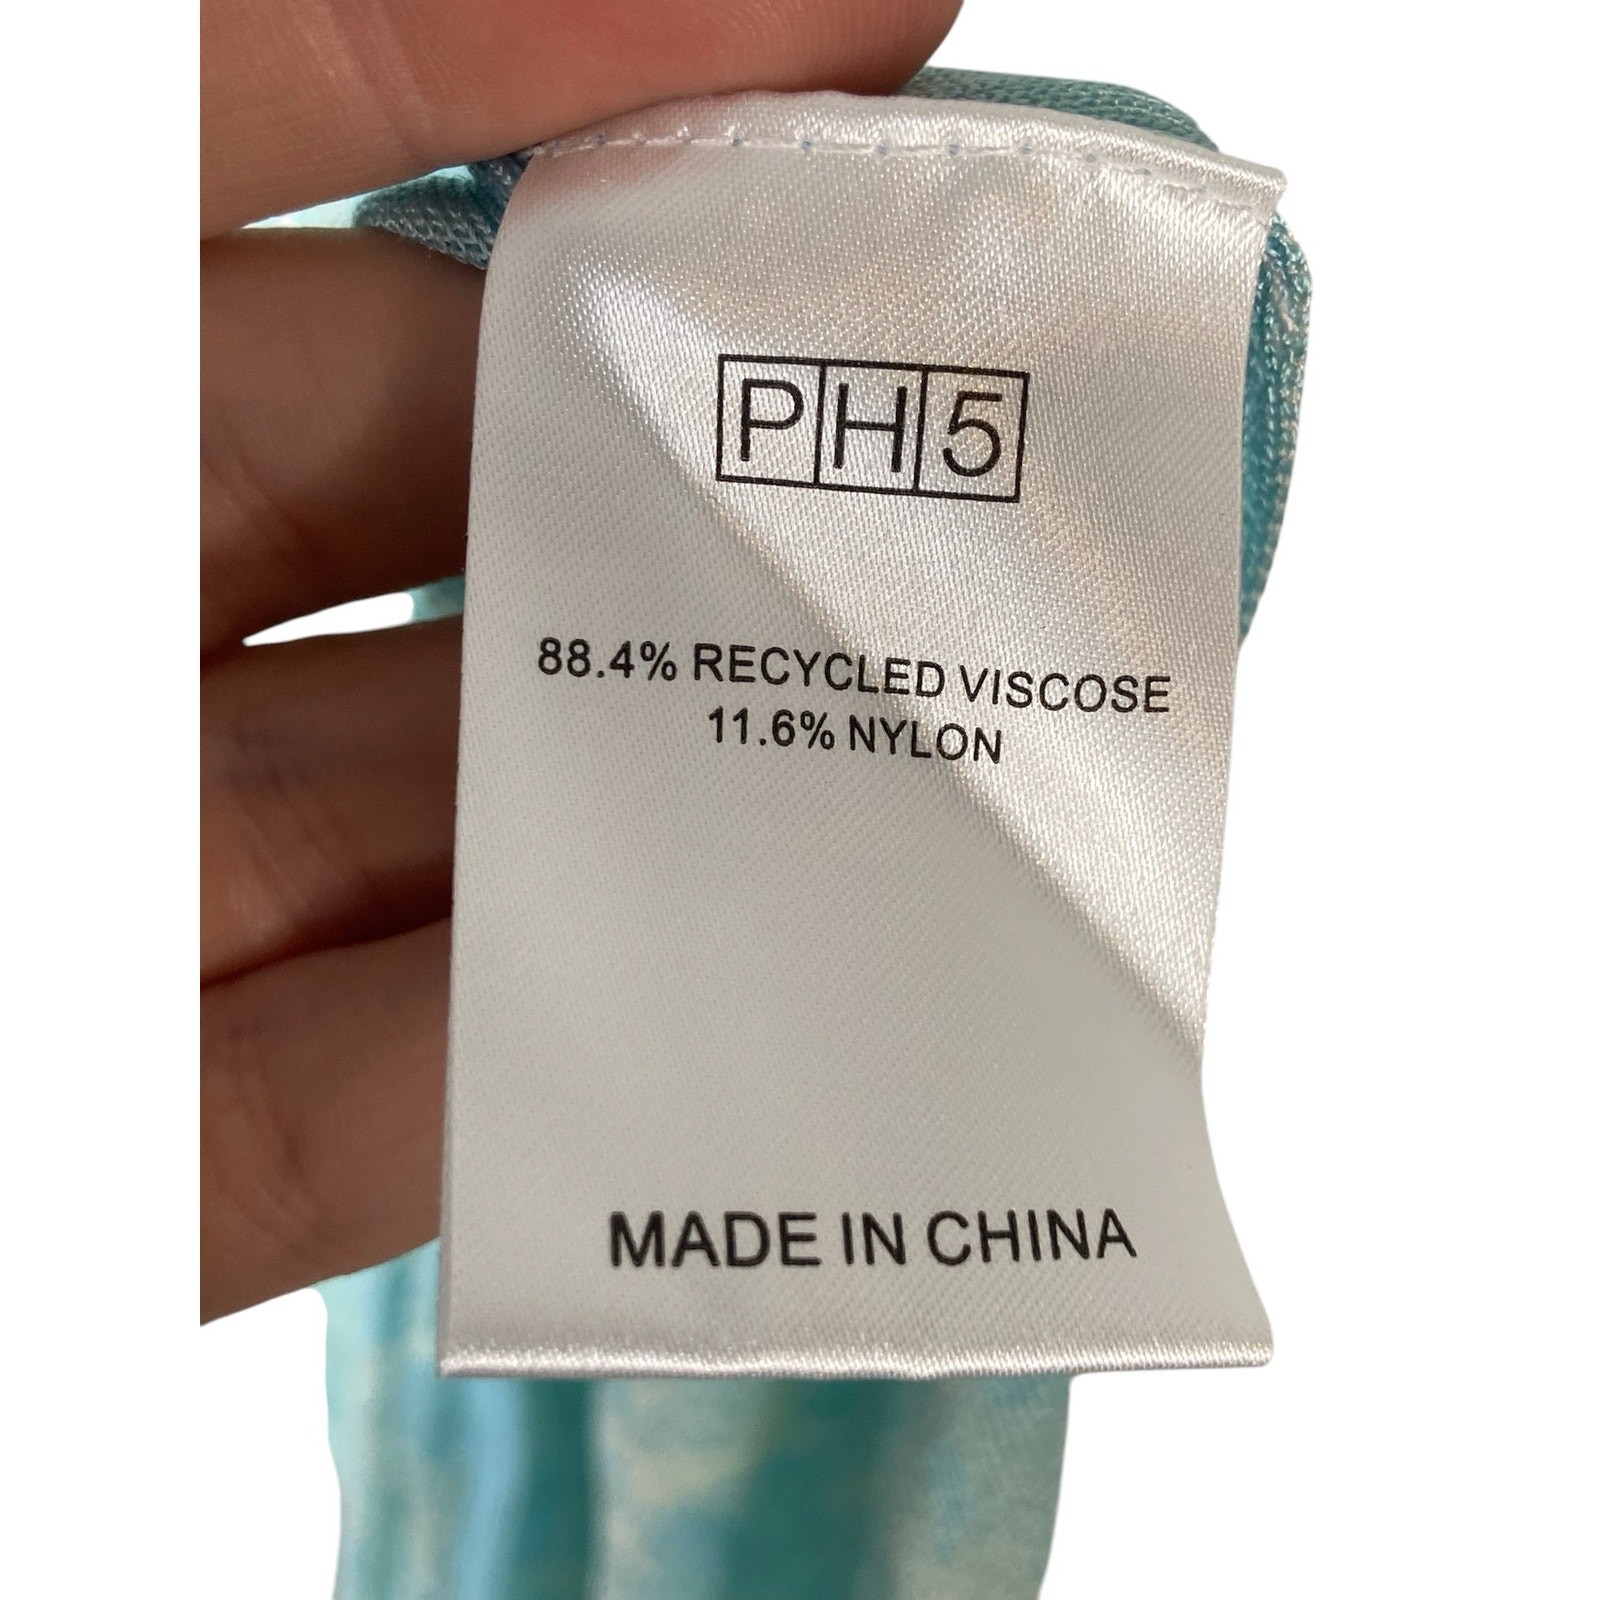 PH5
88.4% RECYCLED VISCOSE
11.6% NYLON
MADE IN CHINA